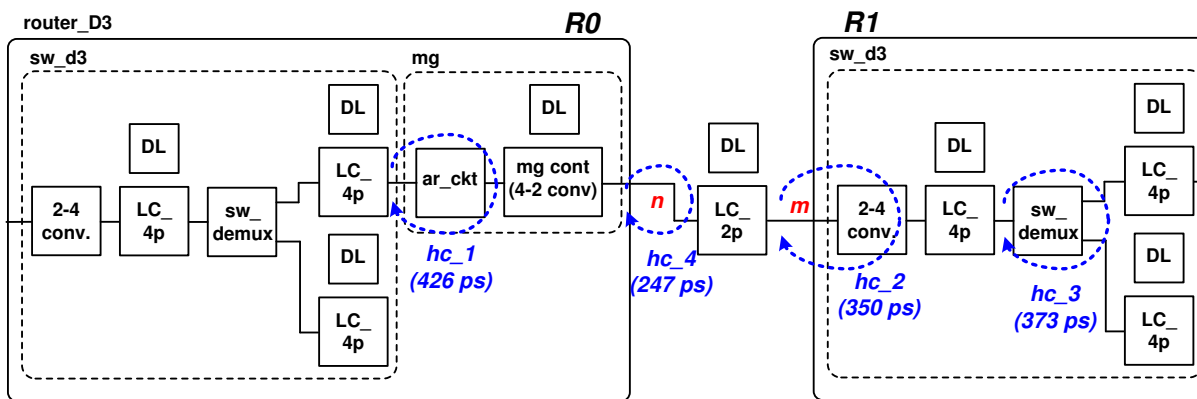 router_D3
R0
R1
sw_d3
mg
sw_d3
DL
DL
DL
DL
DL
DL
2-4
conv.
LC_
4p
sw_
demux
LC_
4p
ar_ckt
mg cont
(4-2 conv)
n
LC_
2p
m
2-4
conv.
LC_
4p
sw_
demux
LC_
4p
DL
DL
LC_
4p
LC_
4p
hc_1
(426 ps)
hc_4
(247 ps)
hc_2
(350 ps)
hc_3
(373 ps)